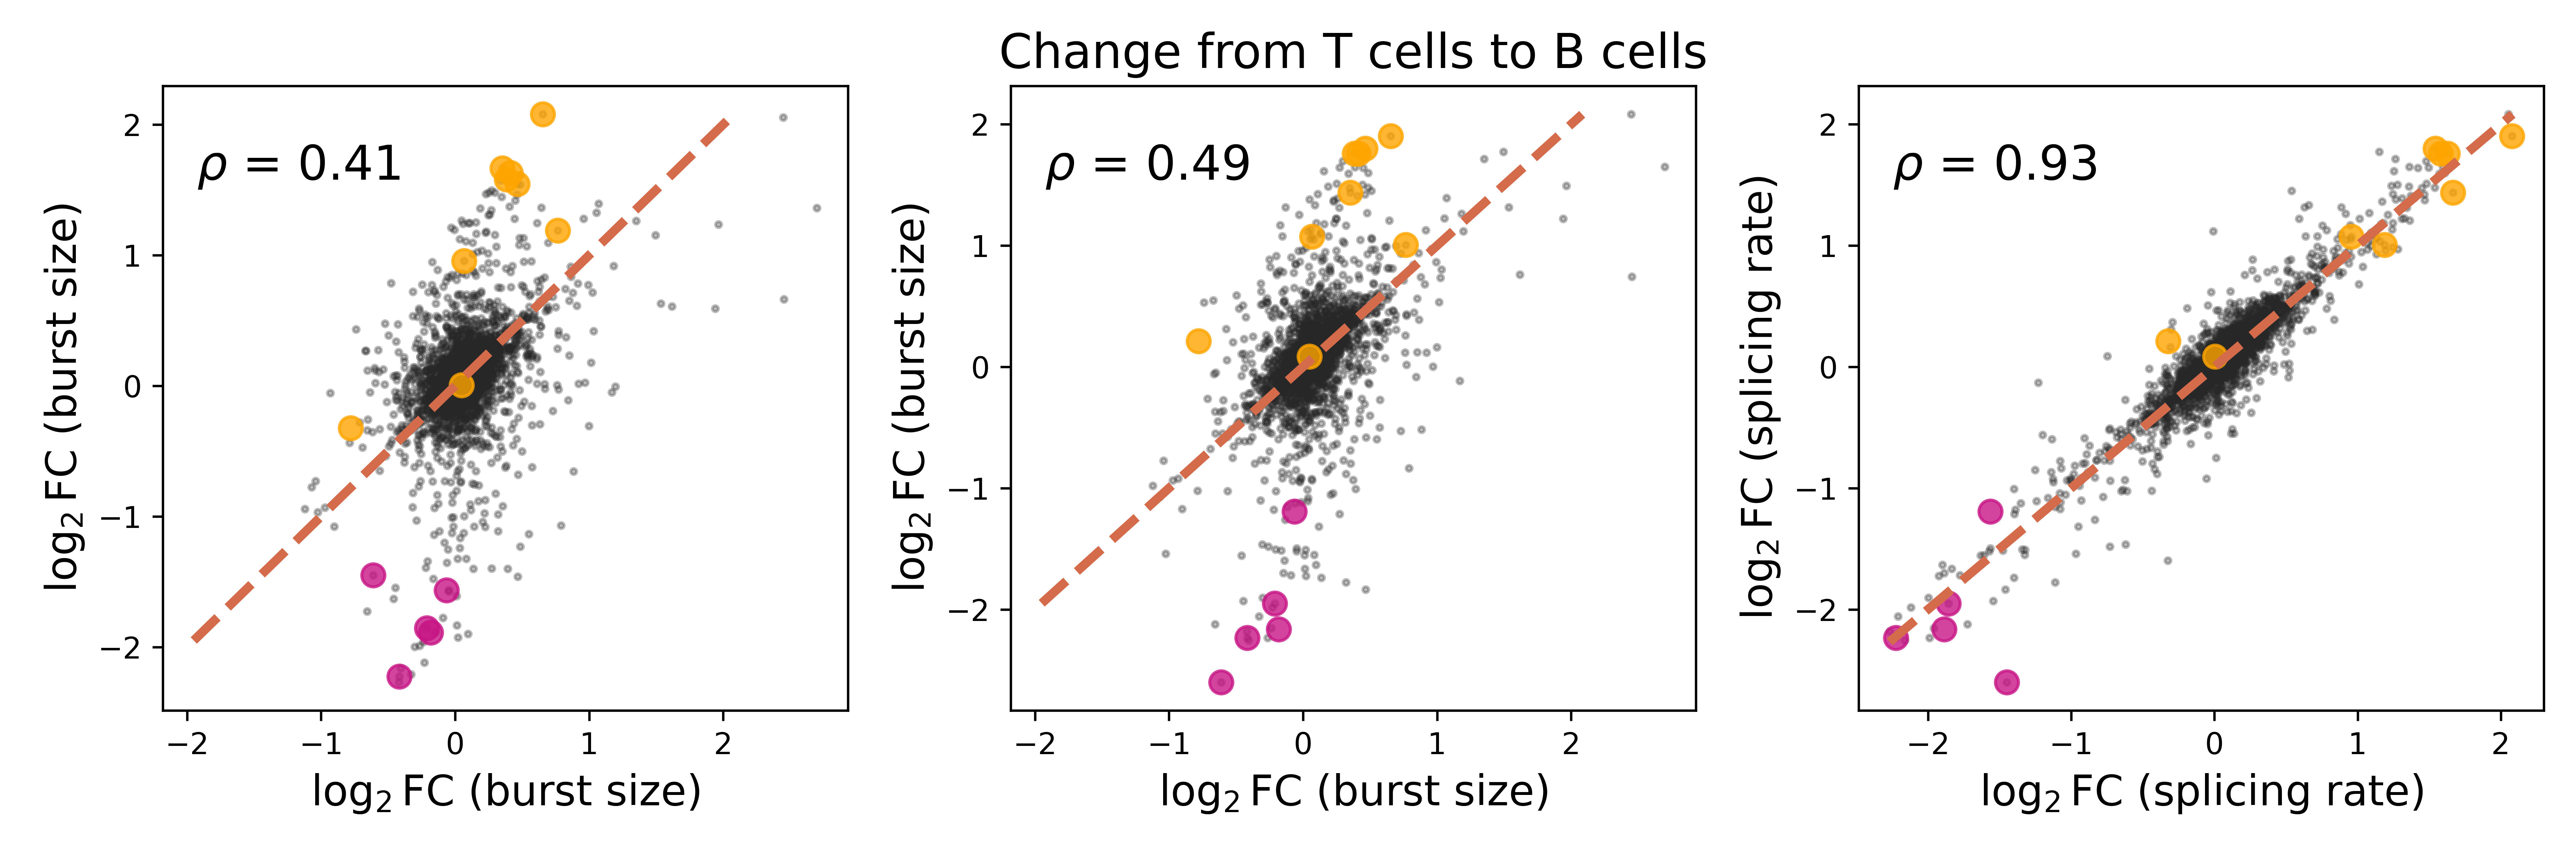 Change from T cells to B cells
ρ = 0.41
log₂ FC (burst size)
2
1
0
−1
−2
−2 −1 0 1 2
log₂ FC (burst size)
ρ = 0.49
log₂ FC (burst size)
2
1
0
−1
−2
−2 −1 0 1 2
log₂ FC (burst size)
ρ = 0.93
log₂ FC (splicing rate)
2
1
0
−1
−2
−2 −1 0 1 2
log₂ FC (splicing rate)